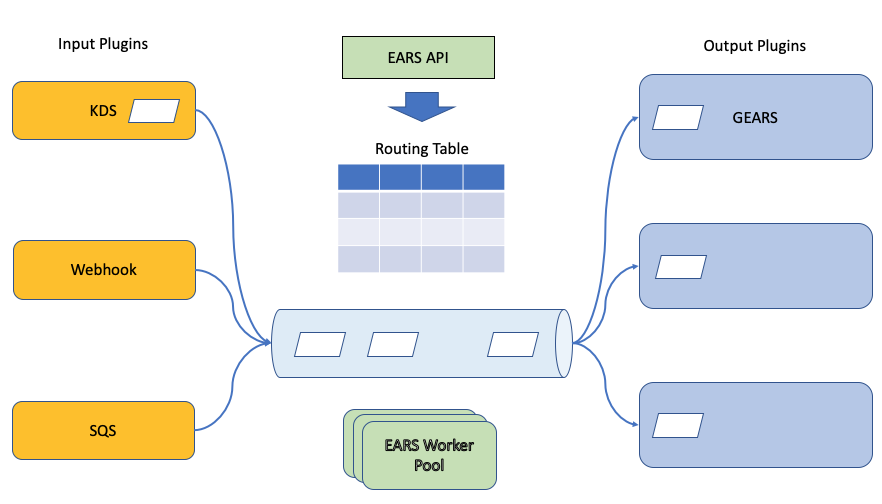 Input Plugins
EARS API
Output Plugins
KDS
GEARS
Routing Table
Webhook
SQS
EARS Worker
Pool